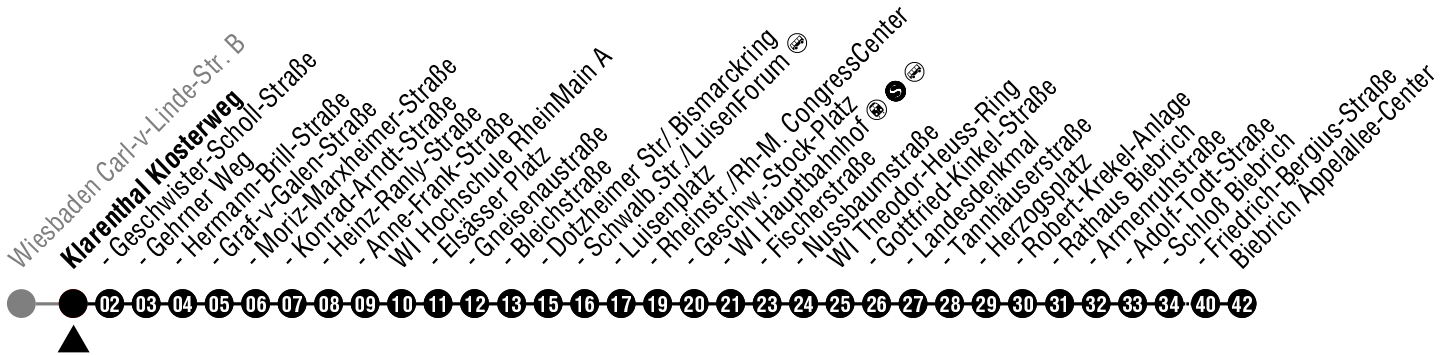 Wiesbaden Carl-v-Linde-Str. B
Klarenthal Klosterweg
- Geschwister-Scholl-Straße
- Gehrner Weg
- Hermann-Brill-Straße
- Graf-v-Galen-Straße
- Moriz-Marxheimer-Straße
- Konrad-Arndt-Straße
- Heinz-Ranly-Straße
- Anne-Frank-Straße
WI Hochschule RheinMain A
- Elsässer Platz
- Gneisenaustraße
- Bleichstraße
- Dotzheimer Str/ Bismarckring
- Schwalb.Str./LuisenForum
- Luisenplatz
- Rheinstr./Rh-M. CongressCenter
- Geschw.-Stock-Platz
- WI Hauptbahnhof S
- Fischerstraße
- Nussbaumstraße
WI Theodor-Heuss-Ring
- Gottfried-Kinkel-Straße
- Landesdenkmal
- Tannhäuserstraße
- Herzogsplatz
- Robert-Krekel-Anlage
- Rathaus Biebrich
- Armenruhstraße
- Adolf-Todt-Straße
- Schloß Biebrich
- Friedrich-Bergius-Straße
Biebrich Äppelallee-Center
02 03 04 05 06 07 08 09 10 11 12 13 15 16 17 19 20 21 23 24 25 26 27 28 29 30 31 32 33 34 40 42